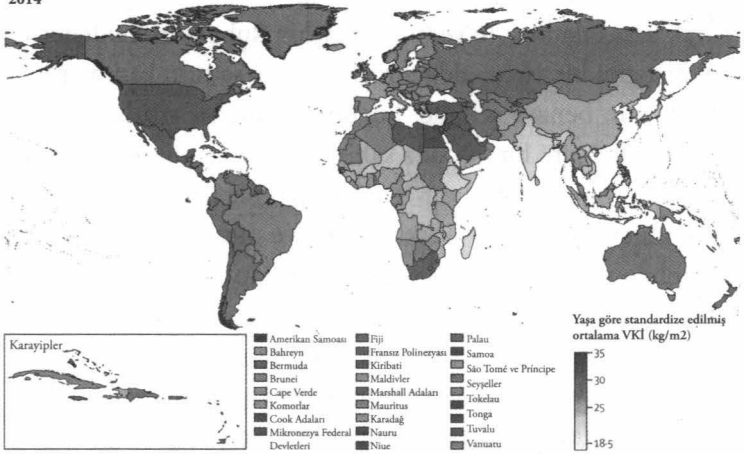 2014
Karayipler
Amerikan Samoası
Bahreyn
Bermuda
Brunei
Cape Verde
Komorlar
Cook Adaları
Mikronezya Federal
Devletleri
Fiji
Fransız Polinezyası
Kiribati
Maldivler
Marshall Adaları
Mauritus
Karadağ
Nauru
Niue
Palau
Samoa
São Tomé ve Príncipe
Seyşeller
Tokelau
Tonga
Tuvalu
Vanuatu
Yaşa göre standardize edilmiş
ortalama VKİ (kg/m2)
35
30
25
18·5